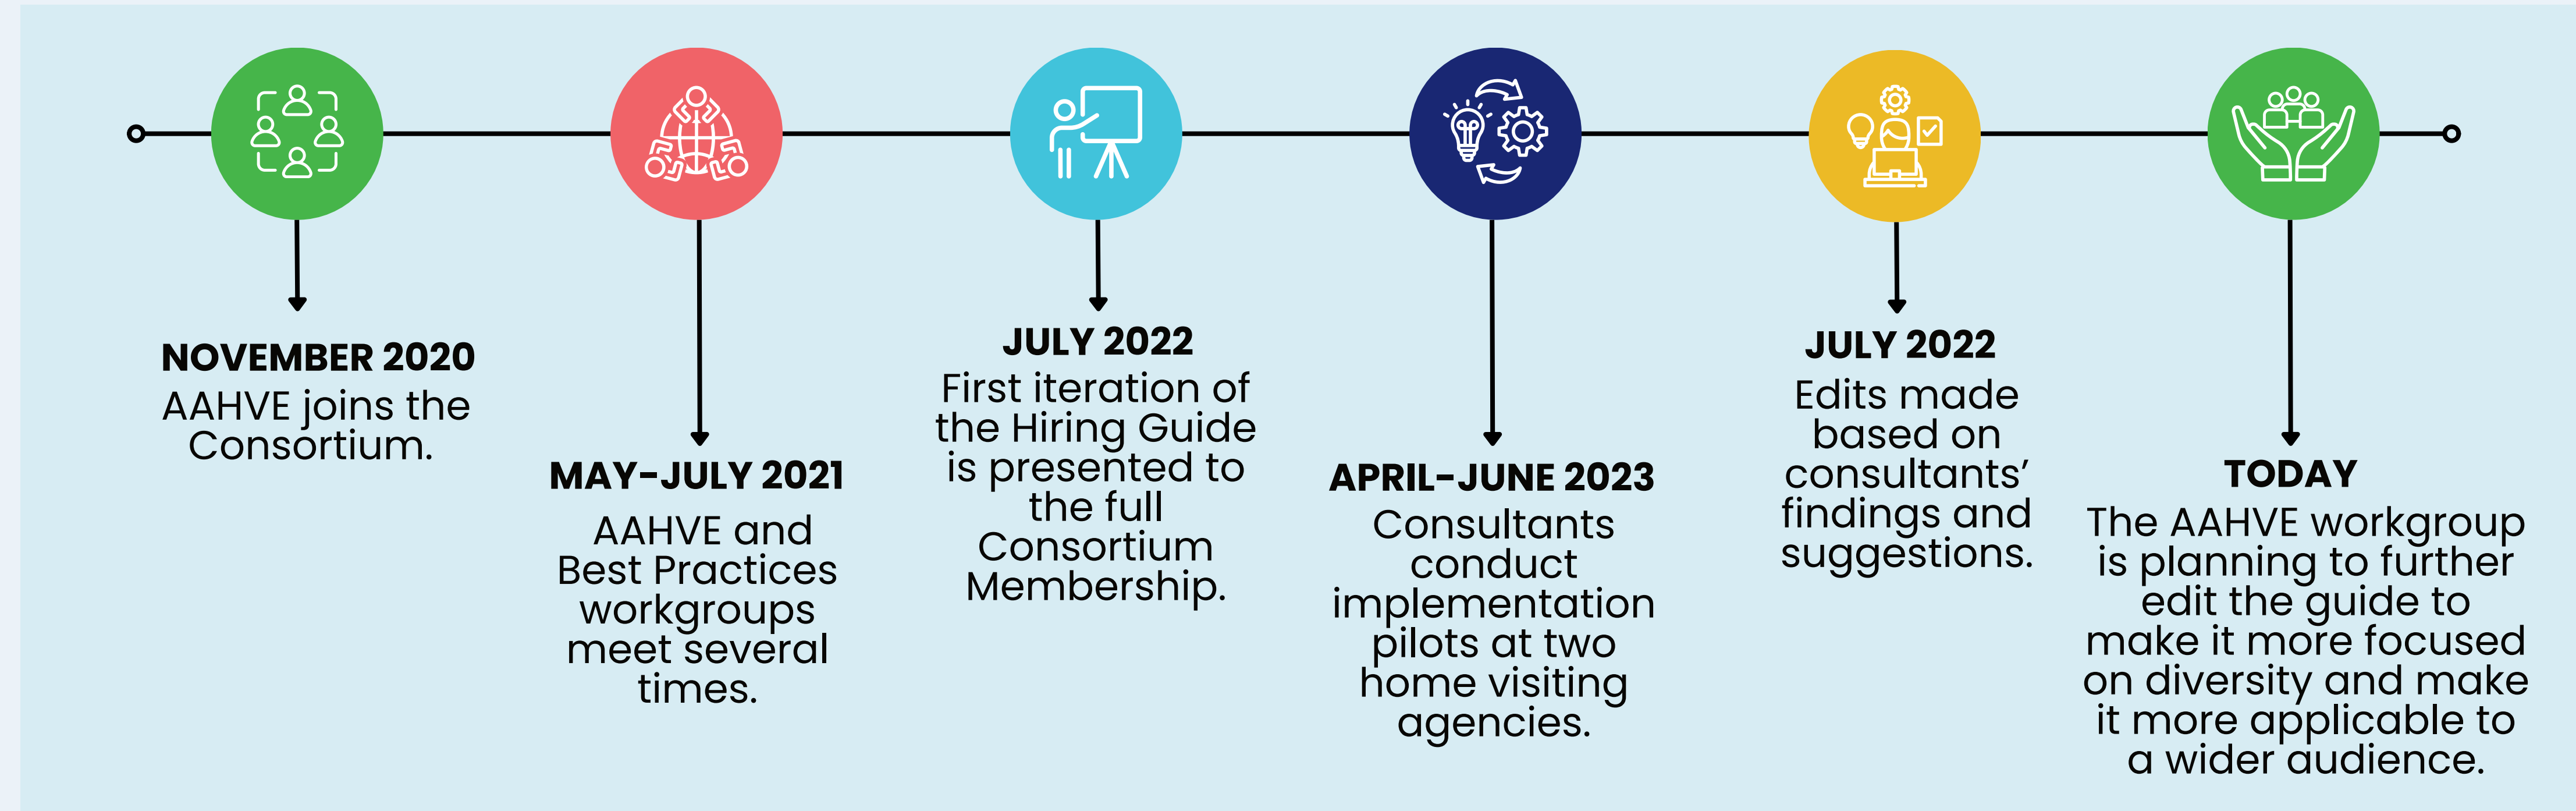 NOVEMBER 2020
AAHVE joins the
Consortium.
MAY-JULY 2021
AAHVE and
Best Practices
workgroups
meet several
times.
JULY 2022
First iteration of
the Hiring Guide
is presented to
the full
Consortium
Membership.
APRIL-JUNE 2023
Consultants
conduct
implementation
pilots at two
home visiting
agencies.
JULY 2022
Edits made
based on
consultants’
findings and
suggestions.
TODAY
The AAHVE workgroup
is planning to further
edit the guide to
make it more focused
on diversity and make
it more applicable to
a wider audience.